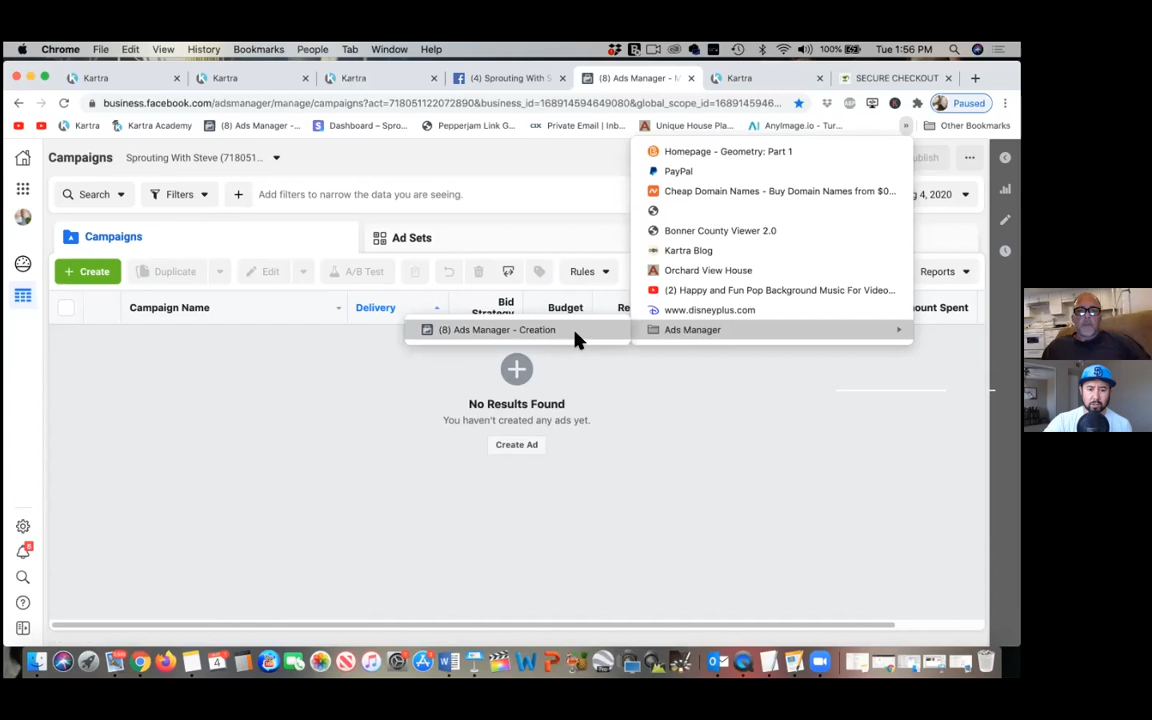 Chrome File Edit View History Bookmarks People Tab Window Help 100% Tue 1:56 PM
Kartra Kartra Kartra (4) Sprouting With S (8) Ads Manager - M Kartra SECURE CHECKOUT
business.facebook.com/adsmanager/manage/campaigns?act=718051122072890&business_id=168914594649080&global_scope_id=1689145946... Paused
Kartra Kartra Academy (8) Ads Manager -... Dashboard – Spro... Pepperjam Link G... Private Email | Inb... Unique House Pla... AnyImage.io - Tur... » Other Bookmarks
Campaigns Sprouting With Steve (718051... ublish ...
Homepage - Geometry: Part 1
PayPal
Search Filters + Add filters to narrow the data you are seeing. Cheap Domain Names - Buy Domain Names from $0... g 4, 2020
Bonner County Viewer 2.0
Campaigns Ad Sets
Kartra Blog
+ Create Duplicate Edit A/B Test Rules Orchard View House Reports
(2) Happy and Fun Pop Background Music For Video...
Campaign Name Delivery Bid Strategy Budget Re www.disneyplus.com ount Spent
(8) Ads Manager - Creation Ads Manager
No Results Found
You haven't created any ads yet.
Create Ad